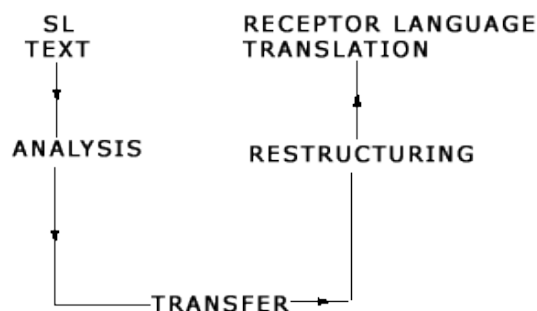 SL
TEXT
RECEPTOR LANGUAGE
TRANSLATION
ANALYSIS
RESTRUCTURING
TRANSFER